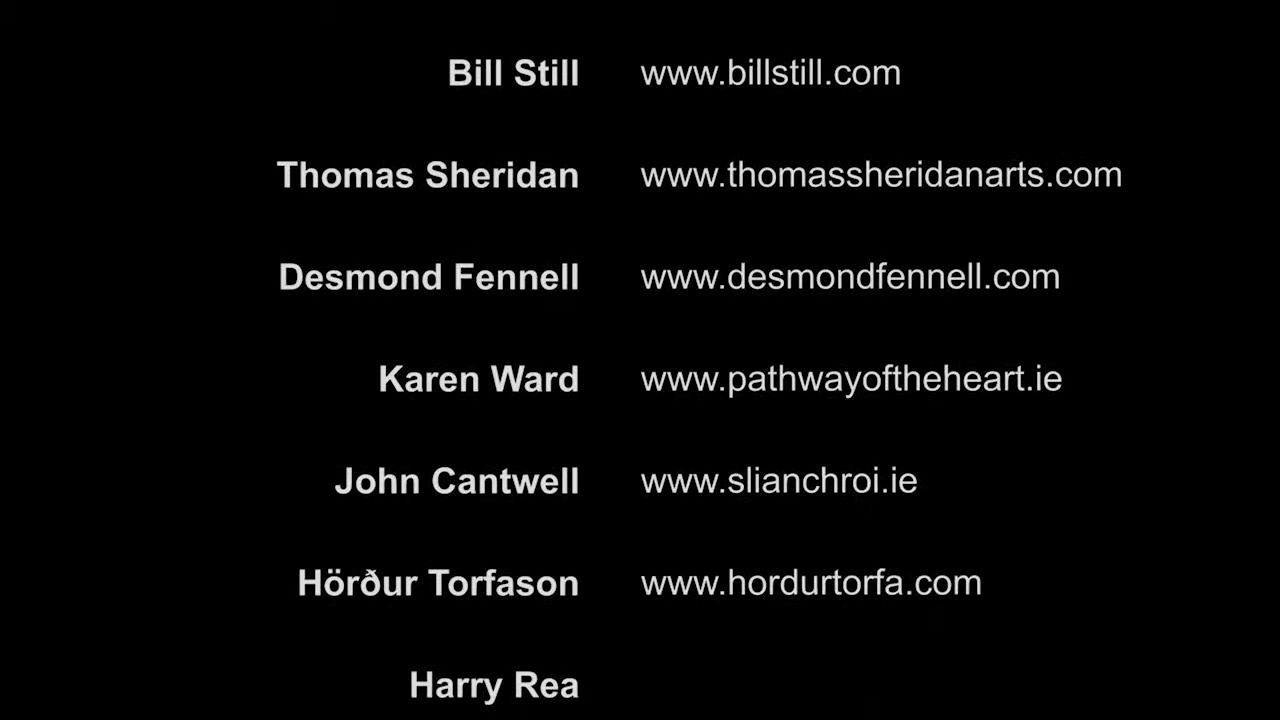 Bill Still www.billstill.com
Thomas Sheridan www.thomassheridanarts.com
Desmond Fennell www.desmondfennell.com
Karen Ward www.pathwayoftheheart.ie
John Cantwell www.slianchroi.ie
Hörður Torfason www.hordurtorfa.com
Harry Rea